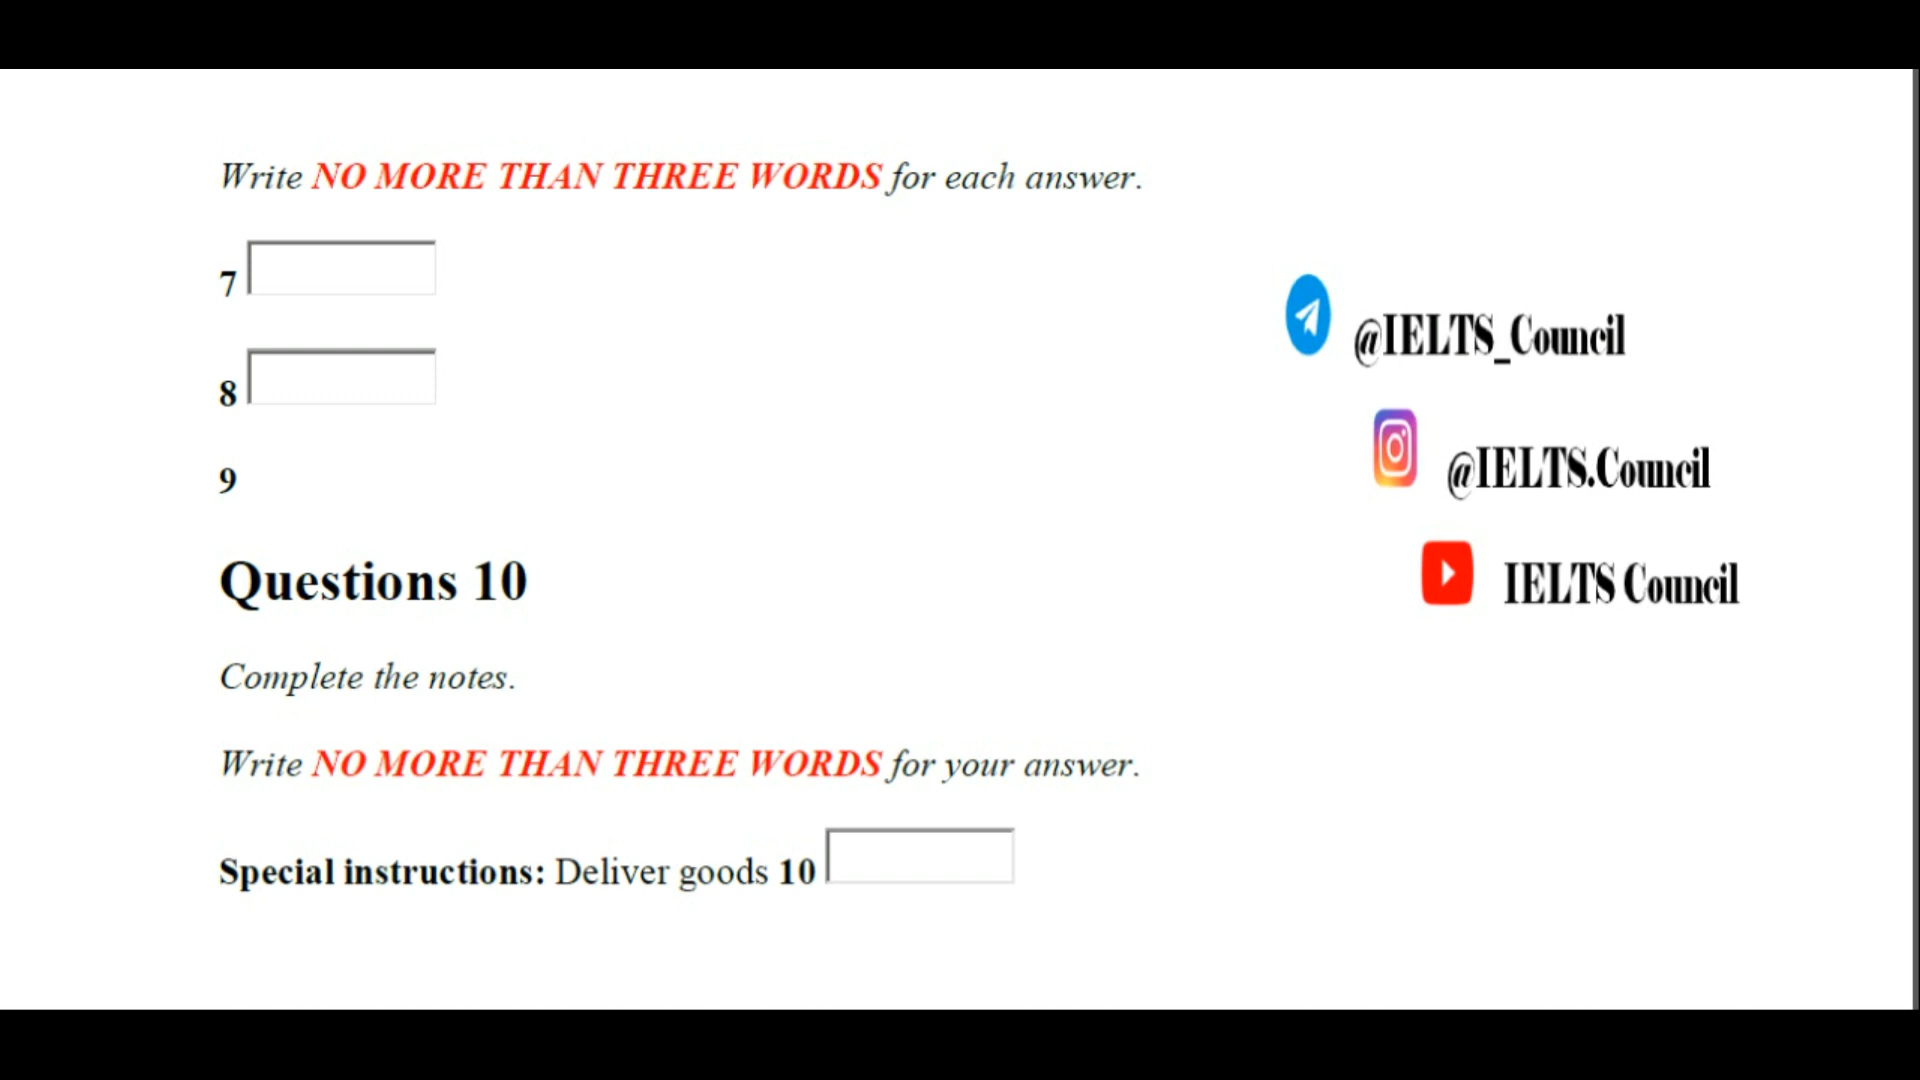 Write NO MORE THAN THREE WORDS for each answer.
7
8
9
Questions 10
Complete the notes.
Write NO MORE THAN THREE WORDS for your answer.
Special instructions: Deliver goods 10
@IELTS_Council
@IELTS.Council
IELTS Council